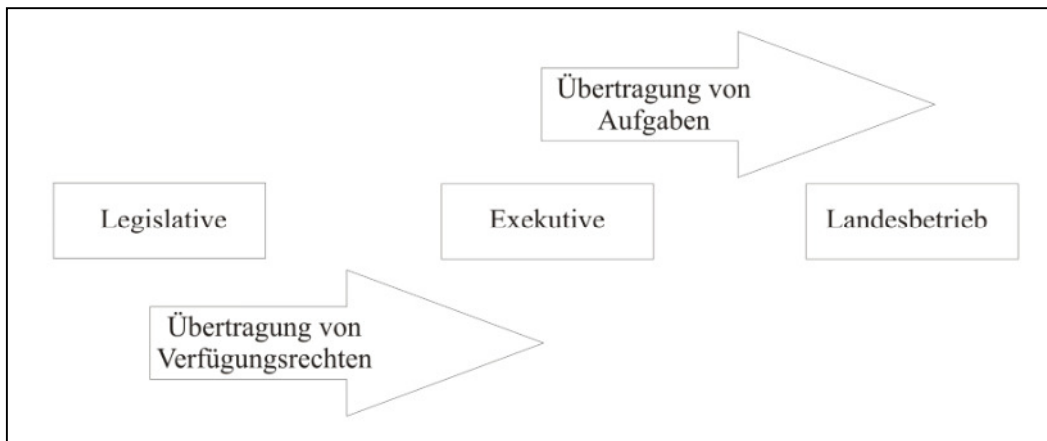 Übertragung von
Aufgaben
Legislative
Exekutive
Landesbetrieb
Übertragung von
Verfügungsrechten